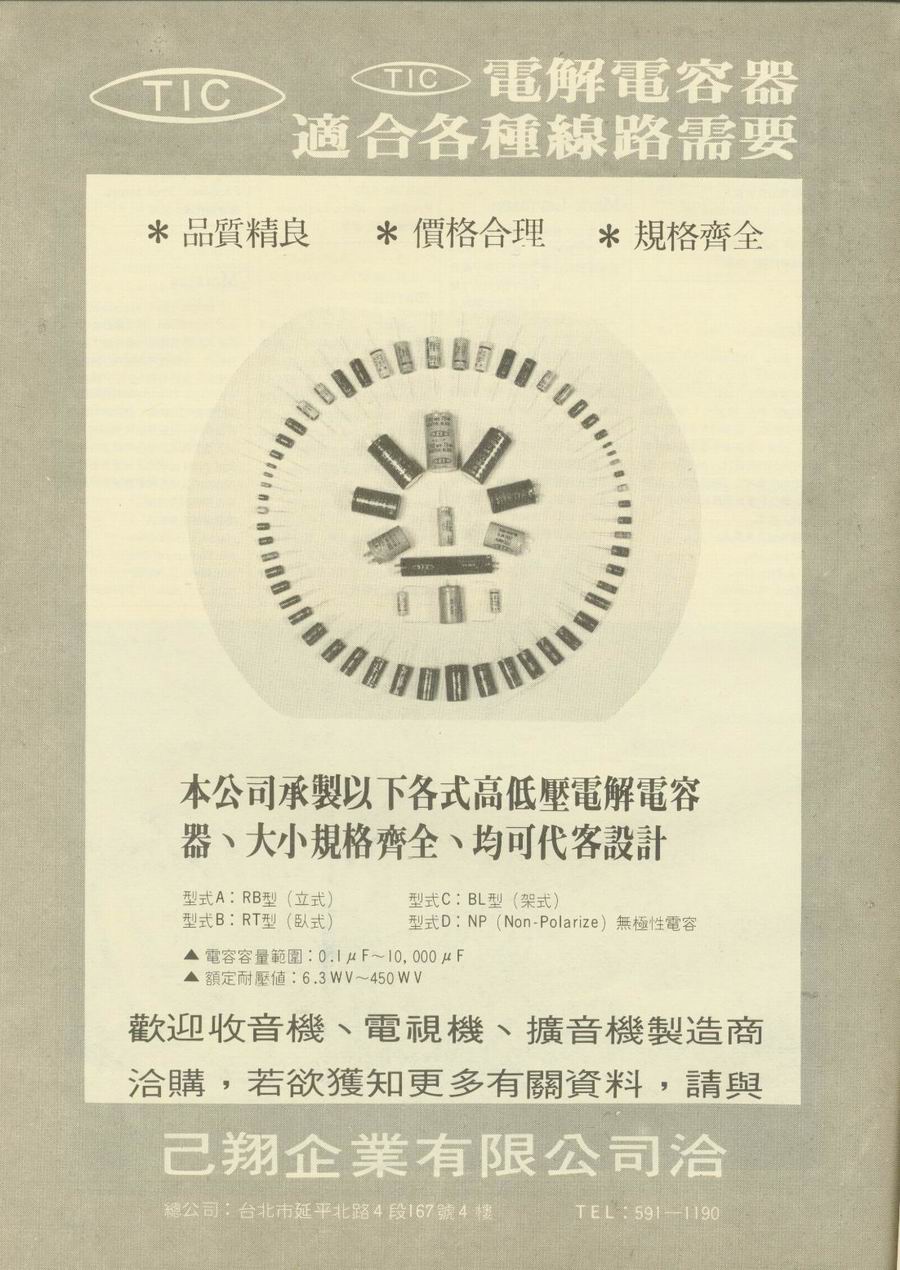 TIC
TIC 電解電容器
適合各種線路需要
* 品質精良 * 價格合理 * 規格齊全
本公司承製以下各式高低壓電解電容
器、大小規格齊全、均可代客設計
型式A：RB型（立式） 型式C：BL型（架式）
型式B：RT型（臥式） 型式D：NP（Non-Polarize）無極性電容
▲ 電容容量範圍：0.1μF～10,000μF
▲ 額定耐壓值：6.3WV～450WV
歡迎收音機、電視機、擴音機製造商
洽購，若欲獲知更多有關資料，請與
己翔企業有限公司洽
總公司：台北市延平北路4段167號4樓 TEL：591—1190